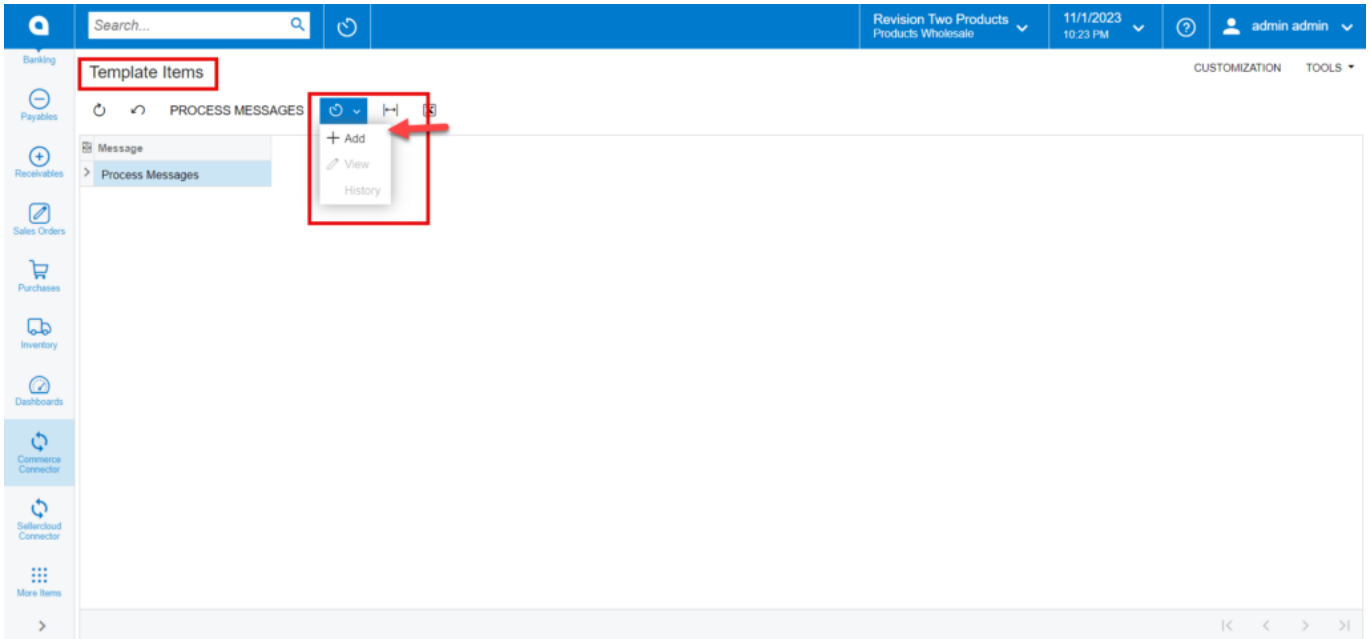 Search...
Revision Two Products
Products Wholesale
11/1/2023
10:23 PM
admin admin
Banking
Payables
Receivables
Sales Orders
Purchases
Inventory
Dashboards
Commerce
Connector
Sellercloud
Connector
More Items
Template Items
CUSTOMIZATION
TOOLS
PROCESS MESSAGES
Add
View
History
Message
Process Messages